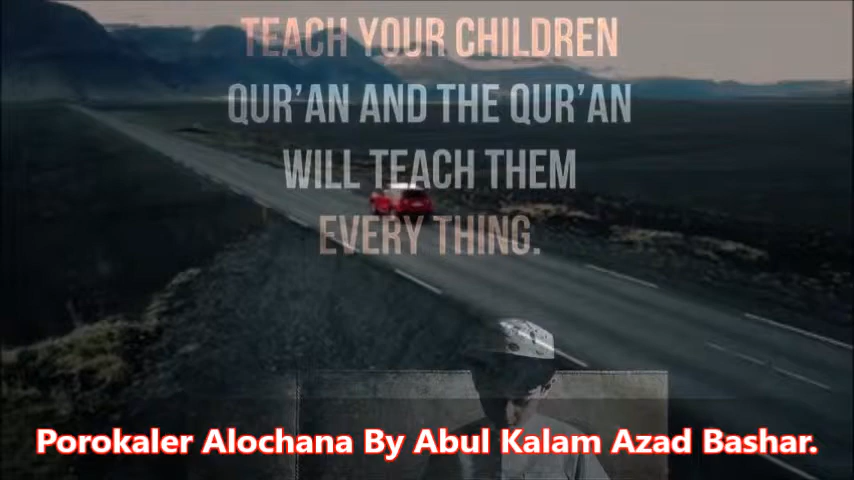 TEACH YOUR CHILDREN
QUR'AN AND THE QUR'AN
WILL TEACH THEM
EVERY THING.
Porokaler Alochana By Abul Kalam Azad Bashar.